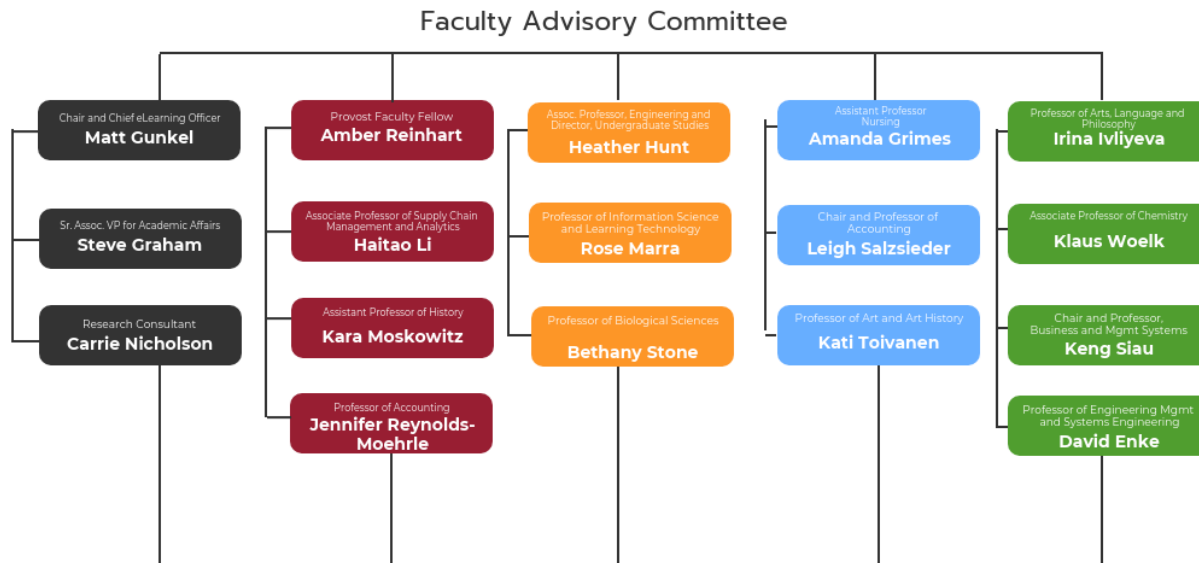 Faculty Advisory Committee
Chair and Chief eLearning Officer
Matt Gunkel
Sr. Assoc. VP for Academic Affairs
Steve Graham
Research Consultant
Carrie Nicholson
Provost Faculty Fellow
Amber Reinhart
Associate Professor of Supply Chain
Management and Analytics
Haitao Li
Assistant Professor of History
Kara Moskowitz
Professor of Accounting
Jennifer Reynolds-
Moehrle
Assoc. Professor, Engineering and
Director, Undergraduate Studies
Heather Hunt
Professor of Information Science
and Learning Technology
Rose Marra
Professor of Biological Sciences
Bethany Stone
Assistant Professor
Nursing
Amanda Grimes
Chair and Professor of
Accounting
Leigh Salzsieder
Professor of Art and Art History
Kati Toivanen
Professor of Arts, Language and
Philosophy
Irina Ivliyeva
Associate Professor of Chemistry
Klaus Woelk
Chair and Professor,
Business and Mgmt Systems
Keng Siau
Professor of Engineering Mgmt
and Systems Engineering
David Enke